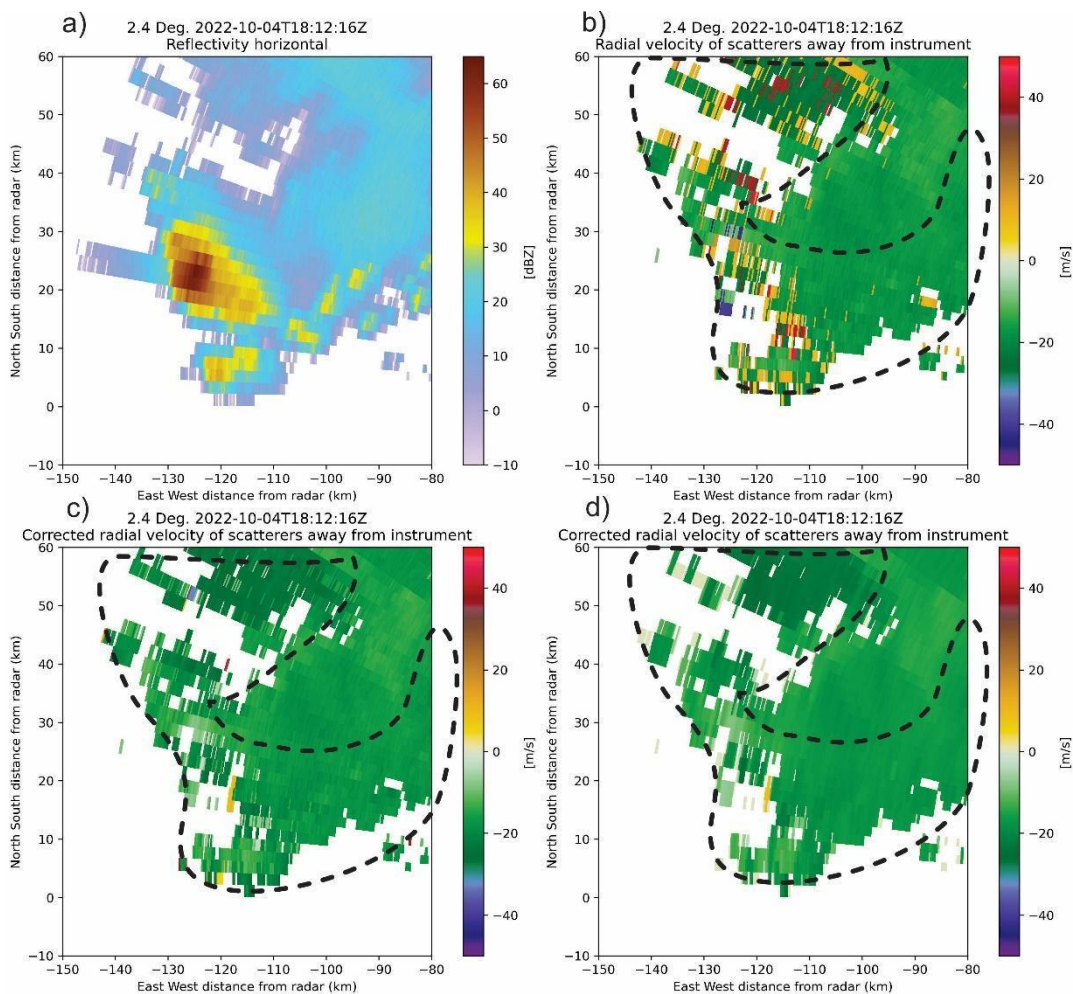 a)
2.4 Deg. 2022-10-04T18:12:16Z
Reflectivity horizontal
60
50
40
30
20
10
0
−10
North South distance from radar (km)
−150 −140 −130 −120 −110 −100 −90 −80
East West distance from radar (km)
60
50
40
30
20
10
0
−10
[dBZ]
b)
2.4 Deg. 2022-10-04T18:12:16Z
Radial velocity of scatterers away from instrument
60
50
40
30
20
10
0
−10
North South distance from radar (km)
−150 −140 −130 −120 −110 −100 −90 −80
East West distance from radar (km)
40
20
0
−20
−40
[m/s]
c)
2.4 Deg. 2022-10-04T18:12:16Z
Corrected radial velocity of scatterers away from instrument
60
50
40
30
20
10
0
−10
North South distance from radar (km)
−150 −140 −130 −120 −110 −100 −90 −80
East West distance from radar (km)
40
20
0
−20
−40
[m/s]
d)
2.4 Deg. 2022-10-04T18:12:16Z
Corrected radial velocity of scatterers away from instrument
60
50
40
30
20
10
0
−10
North South distance from radar (km)
−150 −140 −130 −120 −110 −100 −90 −80
East West distance from radar (km)
40
20
0
−20
−40
[m/s]